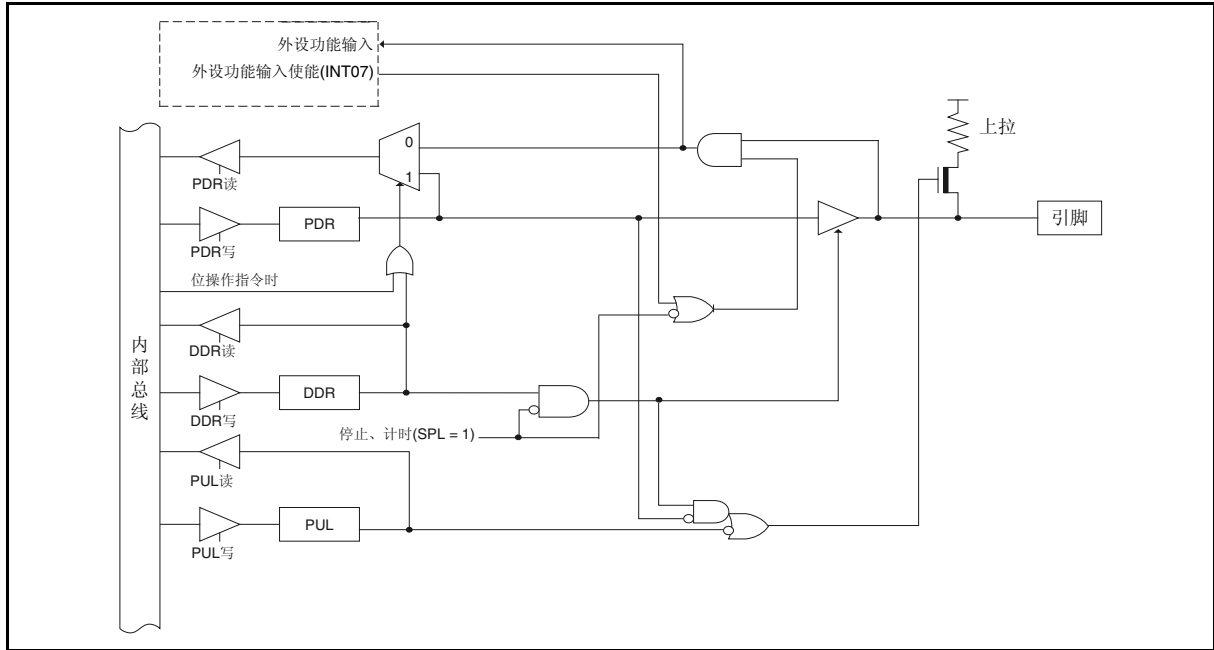 外设功能输入
外设功能输入使能(INT07)
上拉
0
1
PDR读
PDR
引脚
PDR写
位操作指令时
内部总线
DDR读
DDR
DDR写
停止、计时(SPL = 1)
PUL读
PUL
PUL写